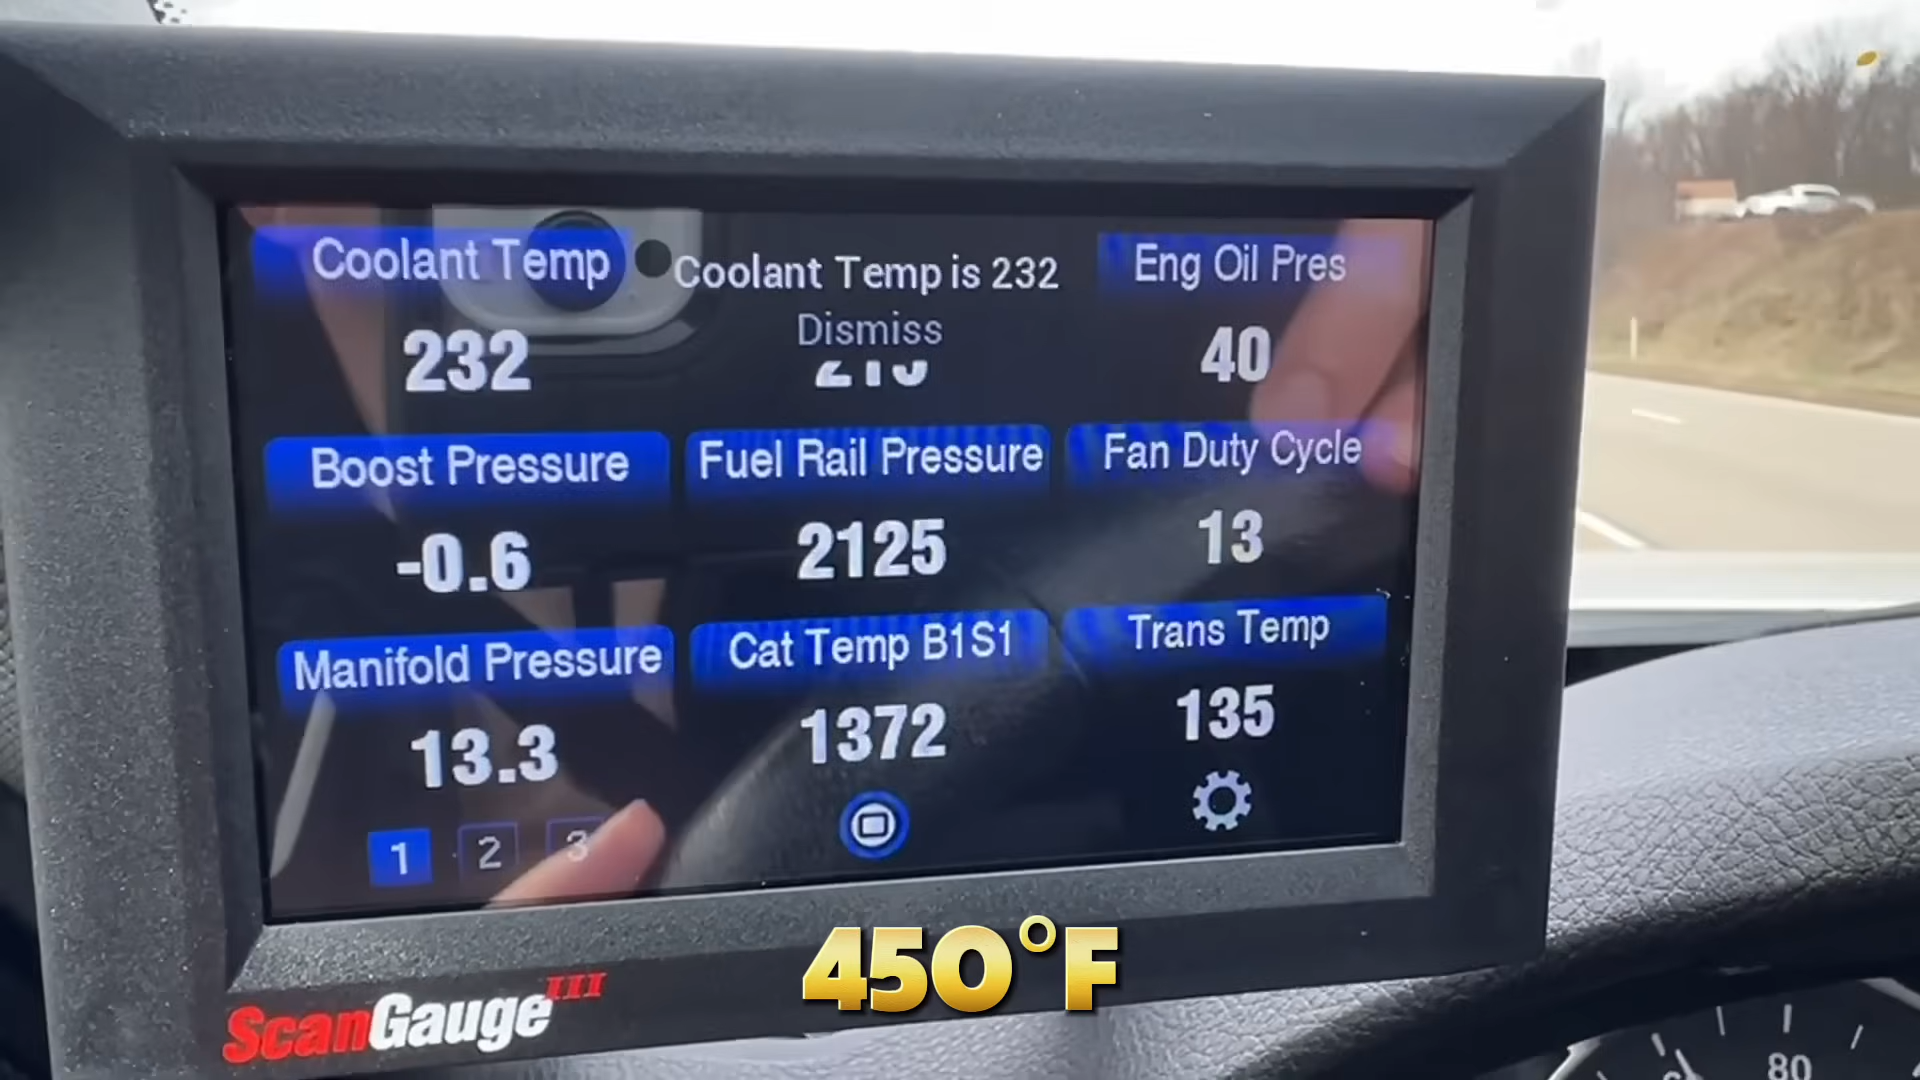 Coolant Temp
232
Coolant Temp is 232
Dismiss
Eng Oil Pres
40
Boost Pressure
-0.6
Fuel Rail Pressure
2125
Fan Duty Cycle
13
Manifold Pressure
13.3
Cat Temp B1S1
1372
Trans Temp
135
1 2 3
450°F
ScanGauge III
80